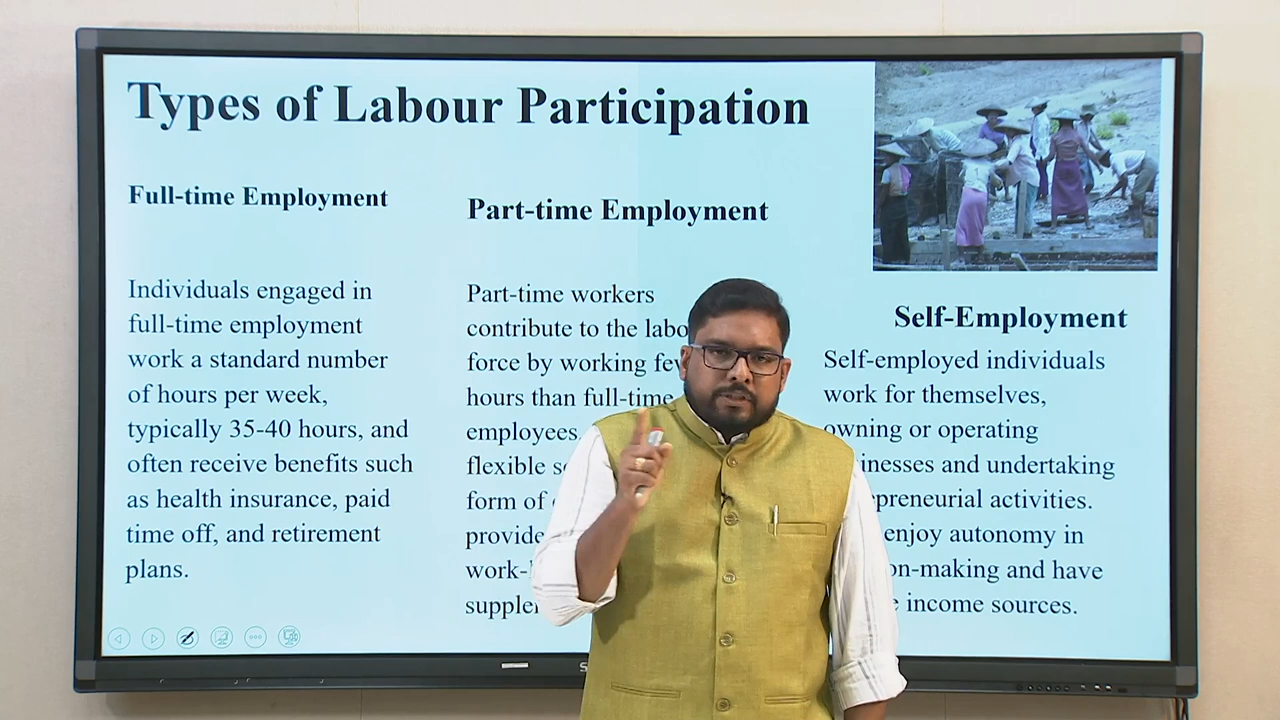 Types of Labour Participation
Full-time Employment
Individuals engaged in
full-time employment
work a standard number
of hours per week,
typically 35-40 hours, and
often receive benefits such
as health insurance, paid
time off, and retirement
plans.
Part-time Employment
Part-time workers
contribute to the
force by working
hours than full-time
employees
flexible
form of
provide
Self-Employment
Self-employed individuals
work for themselves,
owning or operating
and undertaking
activities.
enjoy autonomy in
and have
income sources.